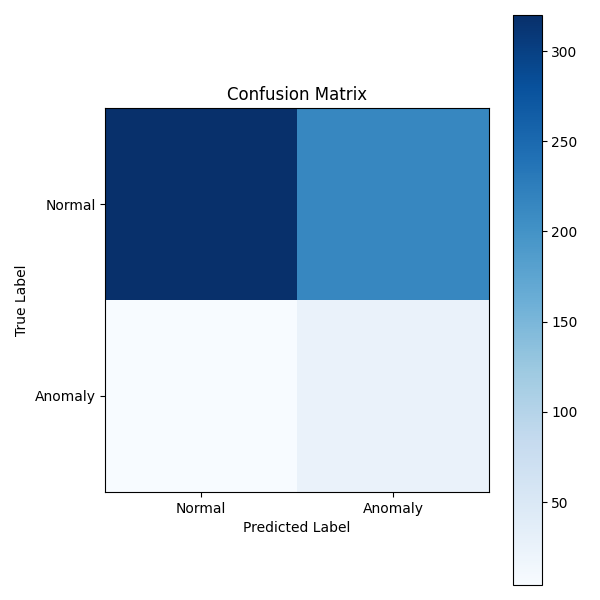 Confusion Matrix
True Label
Normal
Anomaly
Normal Anomaly
Predicted Label
300
250
200
150
100
50